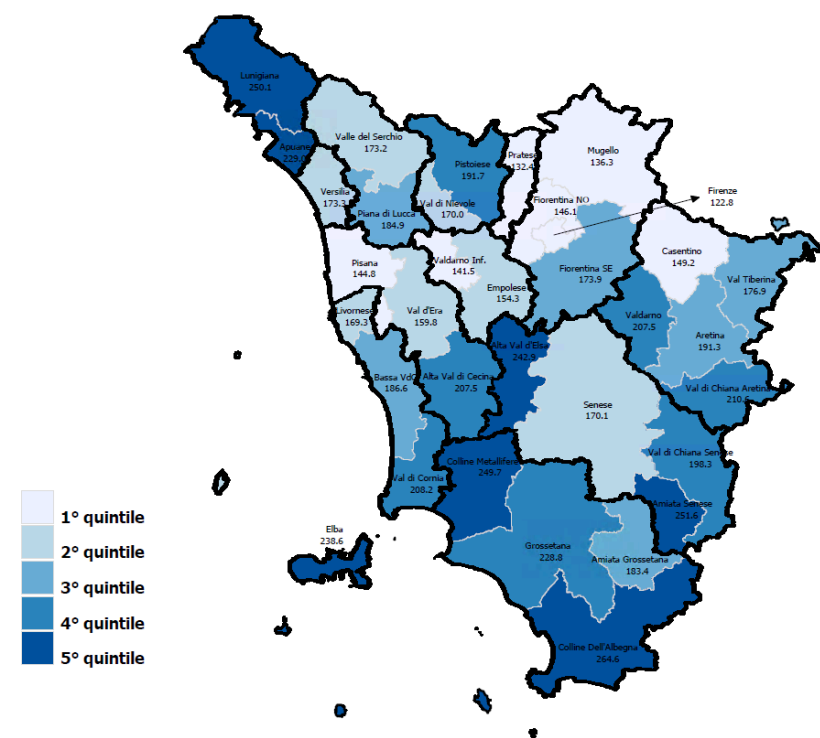 Lunigiana
250.1
Apuane
229.0
Valle del Serchio
173.2
Versilia
173.3
Piana di Lucca
184.9
Pistoiese
191.7
Val di Nievole
170.0
Pratese
132.4
Mugello
136.3
Fiorentina NO
146.1
Firenze
122.8
Fiorentina SE
173.9
Casentino
149.2
Val Tiberina
176.9
Pisana
144.8
Valdarno Inf.
141.5
Empolese
154.3
Livornese
169.3
Val d'Era
159.8
Valdarno
207.5
Aretina
191.3
Alta Val d'Elsa
242.9
Bassa VdC
186.6
Alta Val di Cecina
207.5
Val di Chiana Aretina
Senese
170.1
Val di Chiana Senese
198.3
Colline Metallifere
249.7
Val di Cornia
208.2
Amiata Senese
251.6
Elba
238.6
Grossetana
228.8
Amiata Grossetana
183.4
Colline Dell'Albegna
264.6
1° quintile
2° quintile
3° quintile
4° quintile
5° quintile